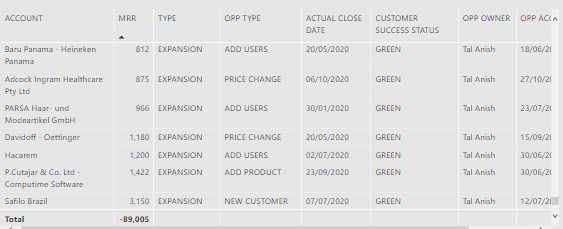 ACCOUNT MRR TYPE OPP TYPE ACTUAL CLOSE DATE CUSTOMER SUCCESS STATUS OPP OWNER OPP ACC
Baru Panama - Heineken Panama 812 EXPANSION ADD USERS 20/05/2020 GREEN Tal Anish 18/06/20
Adcock Ingram Healthcare Pty Ltd 875 EXPANSION PRICE CHANGE 06/10/2020 GREEN Tal Anish 27/10/20
PARSA Haar- und Modeartikel GmbH 966 EXPANSION ADD USERS 30/01/2020 GREEN Tal Anish 23/07/20
Davidoff - Oettinger 1,180 EXPANSION PRICE CHANGE 20/05/2020 GREEN Tal Anish 15/09/20
Hacarem 1,200 EXPANSION ADD USERS 02/07/2020 GREEN Tal Anish 30/06/20
P.Cutajar & Co. Ltd - Computime Software 1,422 EXPANSION ADD PRODUCT 23/09/2020 GREEN Tal Anish 30/06/20
Safilo Brazil 3,150 EXPANSION NEW CUSTOMER 07/07/2020 GREEN Tal Anish 12/07/20
Total -89,005